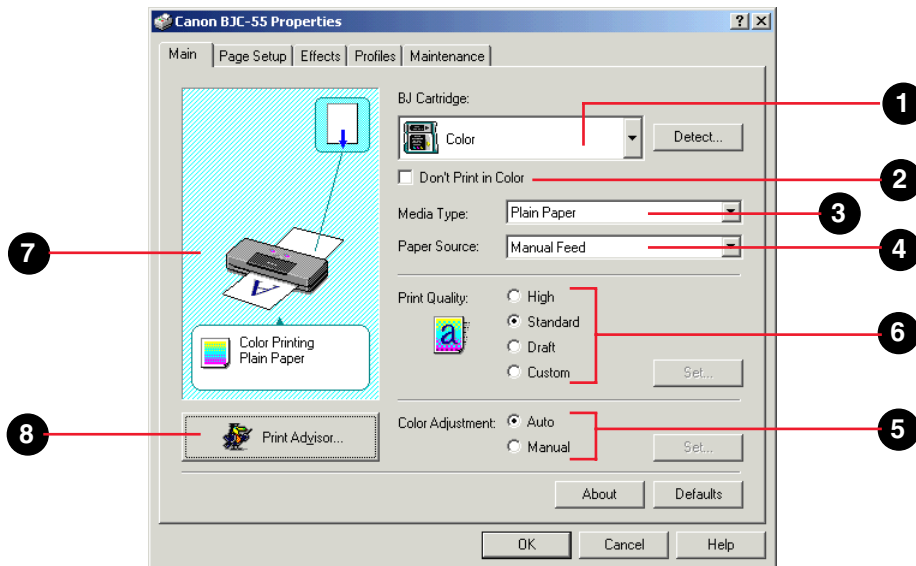 Canon BJC-55 Properties
Main Page Setup Effects Profiles Maintenance
BJ Cartridge:
1
Color
Detect...
Don't Print in Color
2
Media Type: Plain Paper
3
Paper Source: Manual Feed
4
7
Print Quality:
High
Standard
Draft
Custom
Set...
6
a
A
Color Printing
Plain Paper
8
Print Advisor...
Color Adjustment:
Auto
Manual
Set...
5
About Defaults
OK Cancel Help